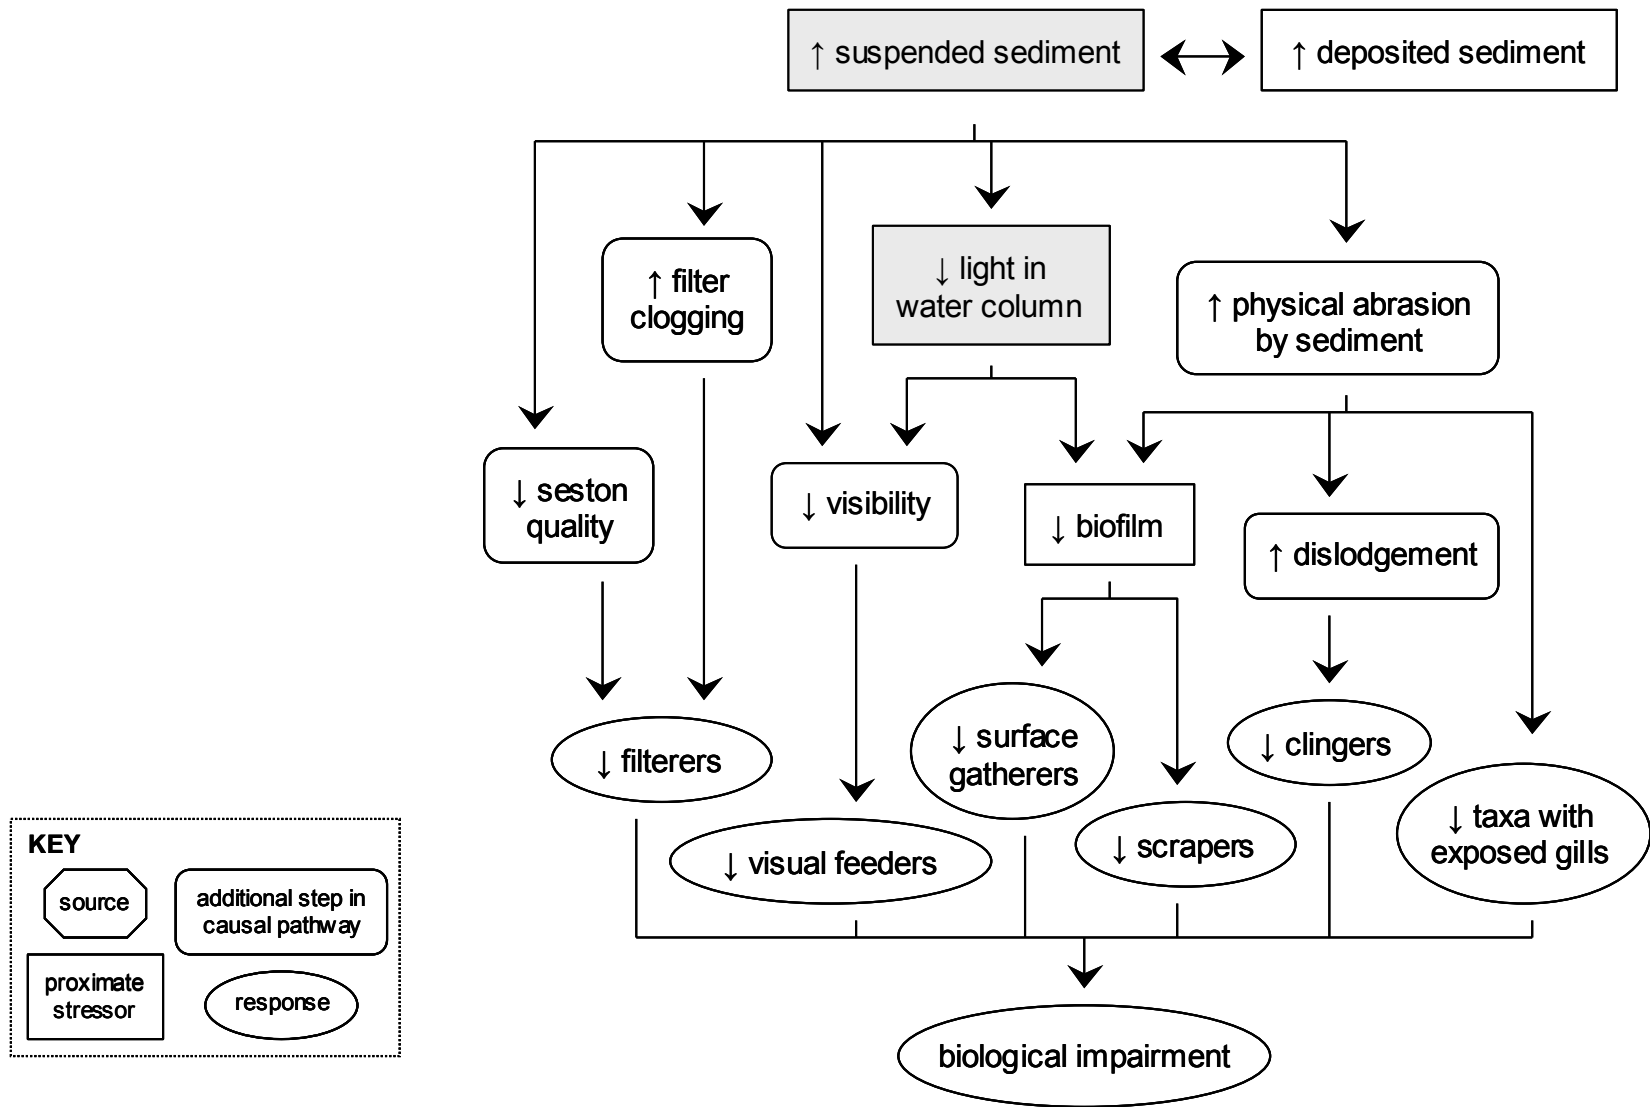 ↑ suspended sediment
↑ deposited sediment
↑ filter
clogging
↓ light in
water column
↑ physical abrasion
by sediment
↓ seston
quality
↓ visibility
↓ biofilm
↑ dislodgement
↓ filterers
↓ surface
gatherers
↓ clingers
↓ visual feeders
↓ scrapers
↓ taxa with
exposed gills
biological impairment
KEY
source
additional step in
causal pathway
proximate
stressor
response